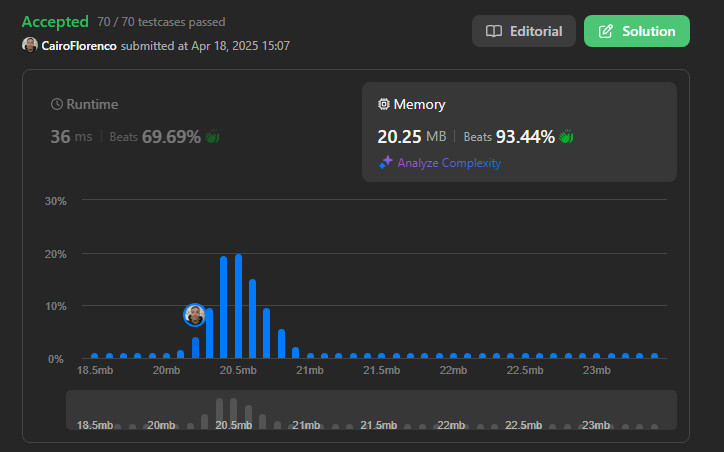 Accepted 70 / 70 testcases passed
CairoFlorenco submitted at Apr 18, 2025 15:07
Editorial
Solution
Runtime
36 ms Beats 69.69%
Memory
20.25 MB Beats 93.44%
Analyze Complexity
30%
20%
10%
0%
18.5mb 20mb 20.5mb 21mb 21.5mb 22mb 22.5mb 23mb
18.5mb 20mb 20.5mb 21mb 21.5mb 22mb 22.5mb 23mb